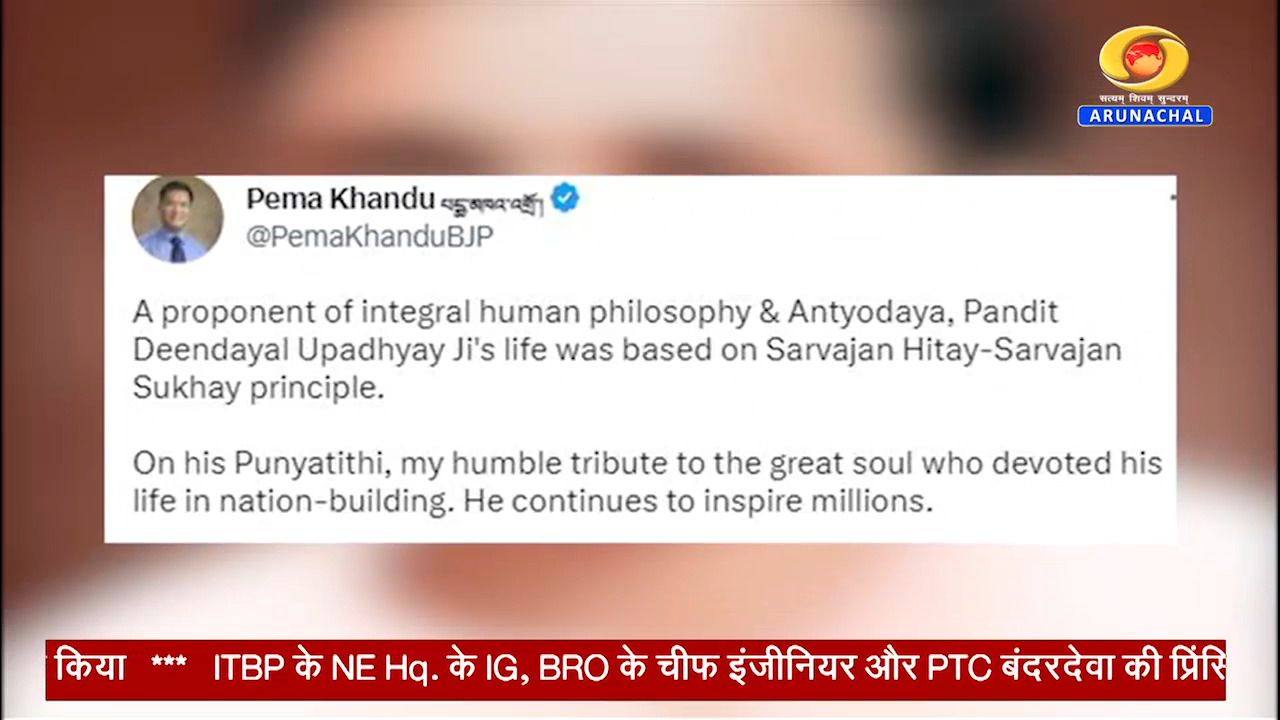 सत्यम् शिवम् सुन्दरम्
ARUNACHAL
Pema Khandu པདྨ་མཁའ་འགྲོ།
@PemaKhanduBJP
A proponent of integral human philosophy & Antyodaya, Pandit
Deendayal Upadhyay Ji's life was based on Sarvajan Hitay-Sarvajan
Sukhay principle.
On his Punyatithi, my humble tribute to the great soul who devoted his
life in nation-building. He continues to inspire millions.
किया *** ITBP के NE Hq. के IG, BRO के चीफ इंजीनियर और PTC बंदरदेवा की प्रिंसि